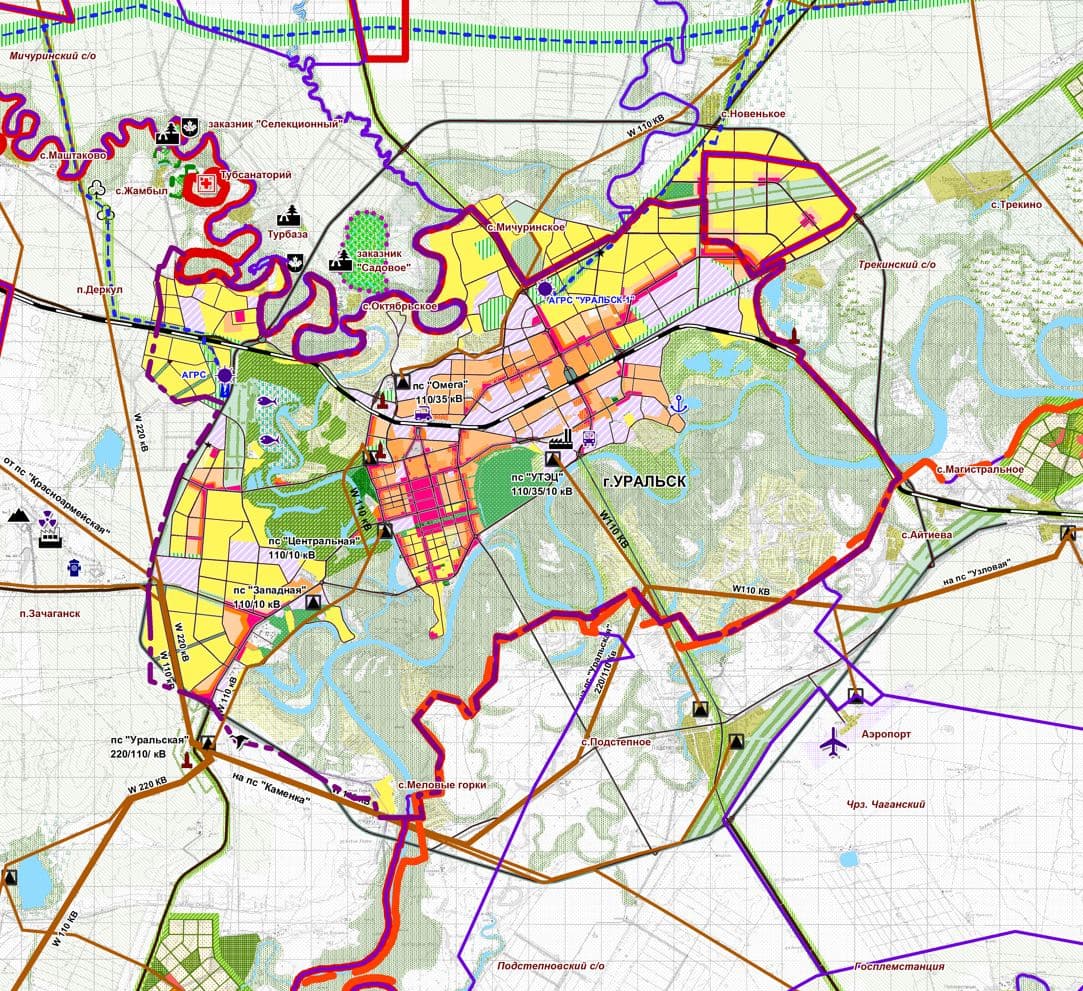 Мичуринский с/о
заказник "Селекционный"
с.Новенькое
W 110 КВ
с.Маштаково
Тубсанаторий
с.Жамбыл
Турбаза
с.Мичуринское
с.Трекино
заказник
"Садовое"
Трекинский с/о
п.Деркул
с.Октябрьское
АГРС "УРАЛЬСК-1"
АГРС
пс "Омега"
110/35 кВ
W 220 кВ
от пс "Красноармейская"
W 110 КВ
пс "УТЭЦ"
110/35/10 кВ
г.УРАЛЬСК
с.Магистральное
W110 КВ
пс "Центральная"
110/10 кВ
с.Айтиева
на пс "Узловая"
пс "Западная"
110/10 кВ
W110 КВ
п.Зачаганск
W 220 КВ
W 110 КВ
W 110 КВ
на пс "Уральская"
220/110 Кв
пс "Уральская"
220/110/ кВ
с.Подстепное
Аэропорт
W 220 КВ
на пс "Каменка"
с.Меловые горки
Чрз. Чаганский
W 110 КВ
Подстепновский с/о
Госплемстанция